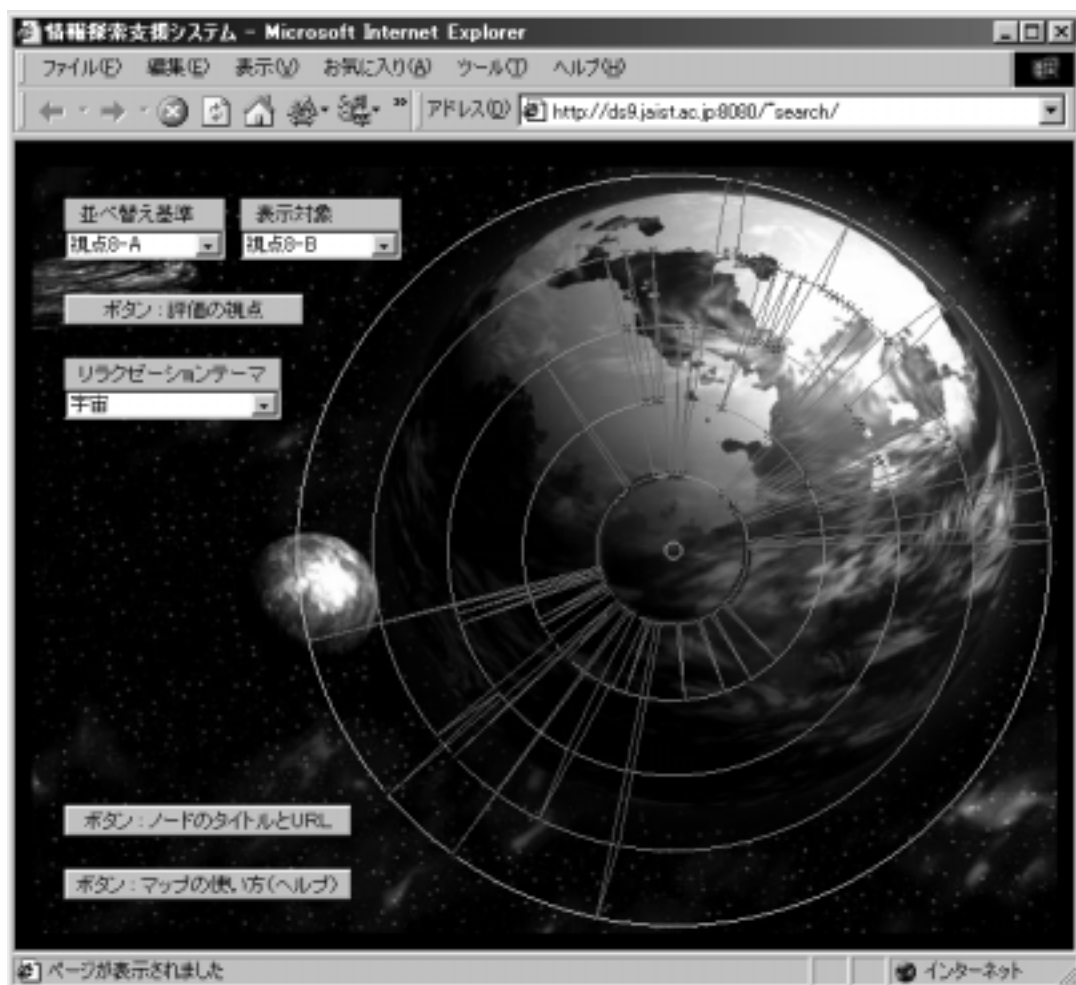 情報探索支援システム - Microsoft Internet Explorer
ファイル(F) 編集(E) 表示(V) お気に入り(A) ツール(T) ヘルプ(H)
» アドレス(D) http://ds9.jaist.ac.jp:8080/~search/
並べ替え基準 表示対象
視点8-A 視点8-B
ボタン：評価の視点
リラクゼーションテーマ
宇宙
ボタン：ノードのタイトルとURL
ボタン：マップの使い方(ヘルプ)
ページが表示されました インターネット